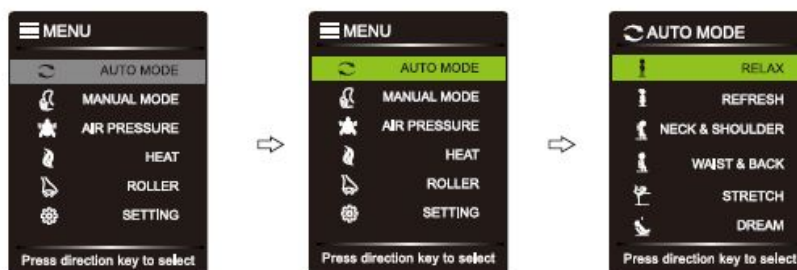 MENU
AUTO MODE
MANUAL MODE
AIR PRESSURE
HEAT
ROLLER
SETTING
Press direction key to select
MENU
AUTO MODE
MANUAL MODE
AIR PRESSURE
HEAT
ROLLER
SETTING
Press direction key to select
AUTO MODE
RELAX
REFRESH
NECK & SHOULDER
WAIST & BACK
STRETCH
DREAM
Press direction key to select